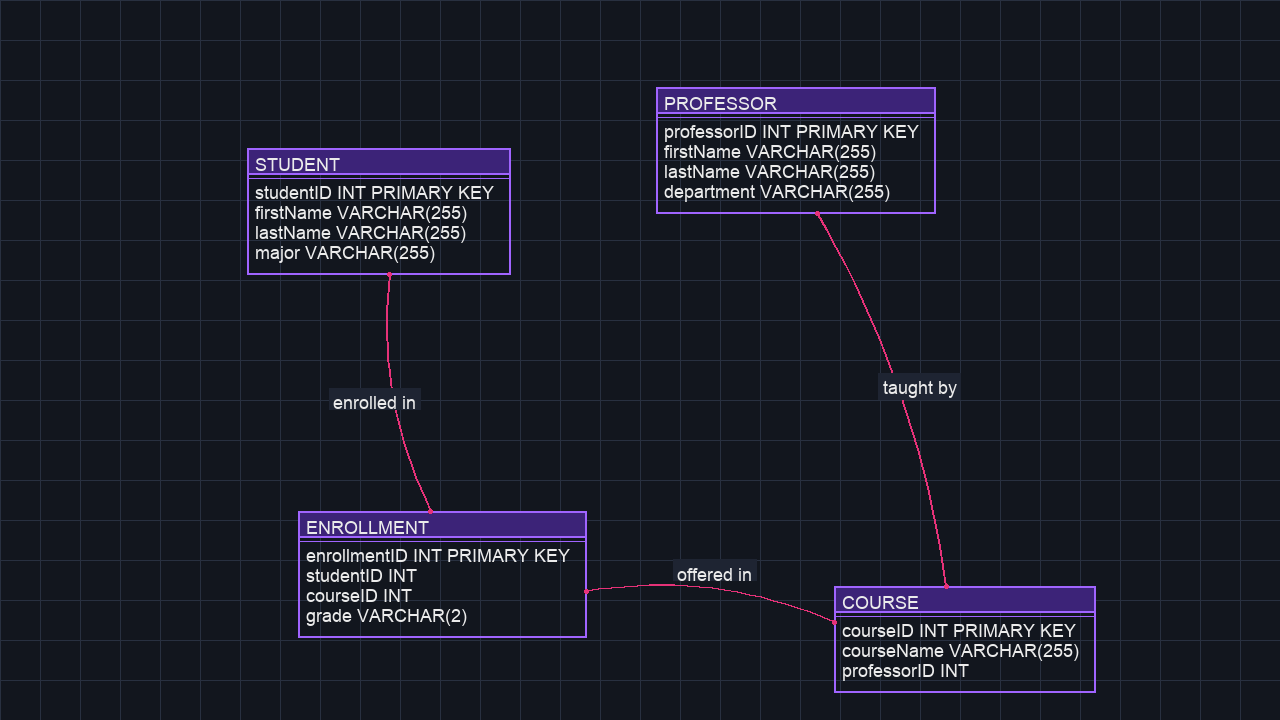 PROFESSOR
professorID INT PRIMARY KEY
firstName VARCHAR(255)
lastName VARCHAR(255)
department VARCHAR(255)
STUDENT
studentID INT PRIMARY KEY
firstName VARCHAR(255)
lastName VARCHAR(255)
major VARCHAR(255)
taught by
enrolled in
ENROLLMENT
enrollmentID INT PRIMARY KEY
studentID INT
courseID INT
grade VARCHAR(2)
offered in
COURSE
courseID INT PRIMARY KEY
courseName VARCHAR(255)
professorID INT